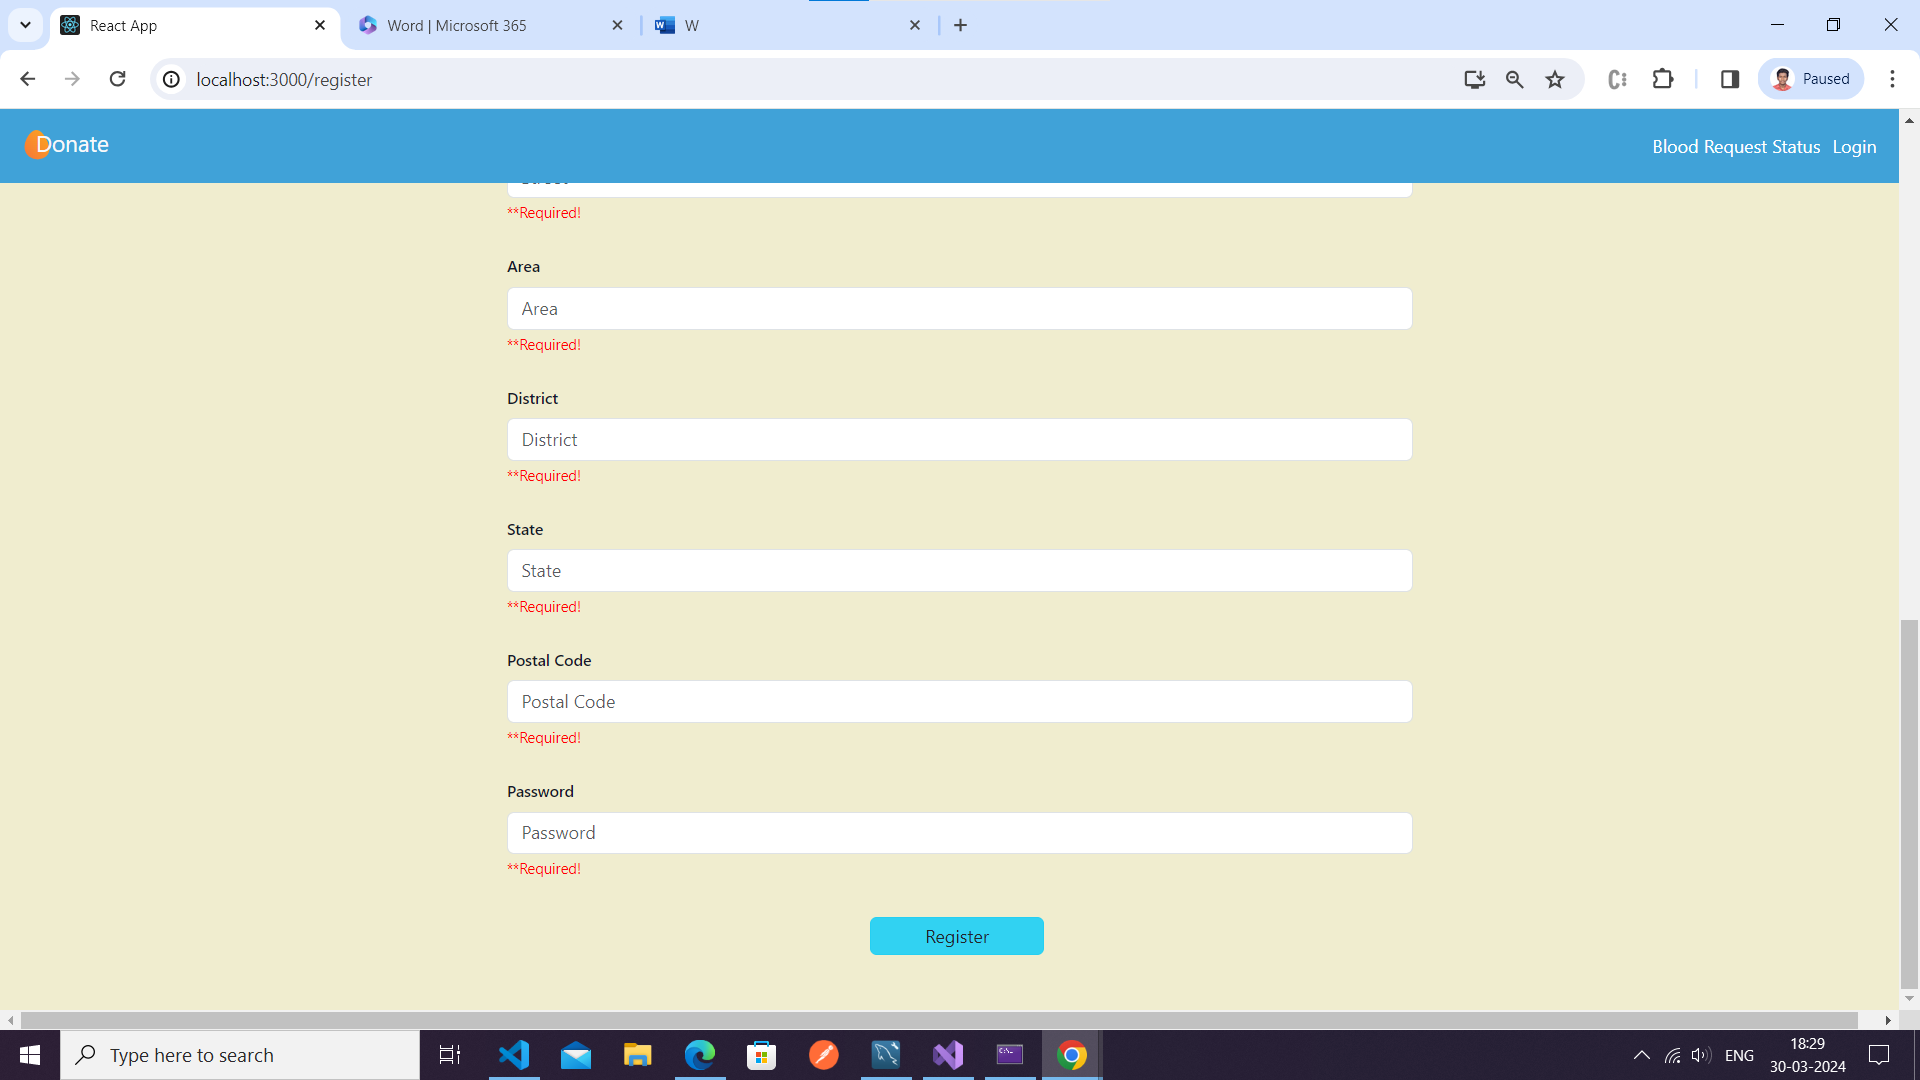 React App
Word | Microsoft 365
W
localhost:3000/register
Paused
Donate
Blood Request Status Login
**Required!
Area
Area
**Required!
District
District
**Required!
State
State
**Required!
Postal Code
Postal Code
**Required!
Password
Password
**Required!
Register
Type here to search
ENG
18:29
30-03-2024